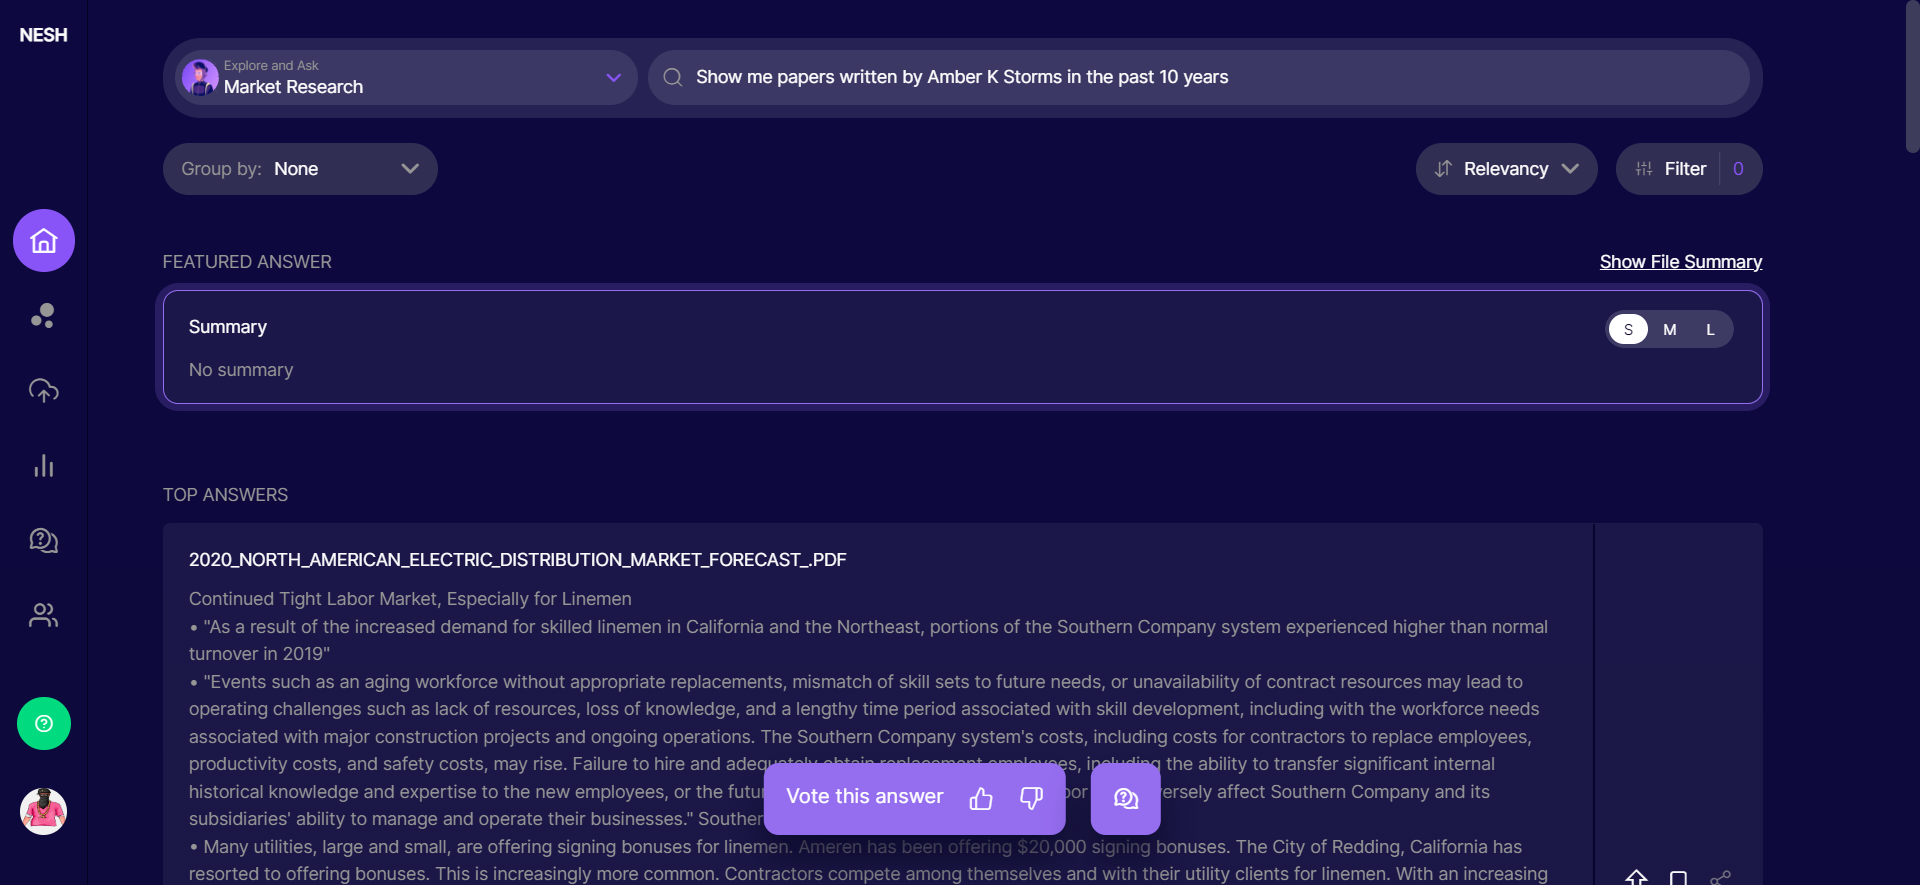 NESH
Explore and Ask
Market Research
Show me papers written by Amber K Storms in the past 10 years
Group by: None
Relevancy
Filter 0
FEATURED ANSWER
Show File Summary
Summary
S M L
No summary
TOP ANSWERS
2020_NORTH_AMERICAN_ELECTRIC_DISTRIBUTION_MARKET_FORECAST_.PDF
Continued Tight Labor Market, Especially for Linemen
• "As a result of the increased demand for skilled linemen in California and the Northeast, portions of the Southern Company system experienced higher than normal
turnover in 2019"
• "Events such as an aging workforce without appropriate replacements, mismatch of skill sets to future needs, or unavailability of contract resources may lead to
operating challenges such as lack of resources, loss of knowledge, and a lengthy time period associated with skill development, including with the workforce needs
associated with major construction projects and ongoing operations. The Southern Company system's costs, including costs for contractors to replace employees,
productivity costs, and safety costs, may rise. Failure to hire and adequately obtain replacement employees, including the ability to transfer significant internal
historical knowledge and expertise to the new employees, or the affect Southern Company and its
subsidiaries' ability to manage and operate their businesses."
Vote this answer
• Many utilities, large and small, are offering signing bonuses for linemen. Ameren has been offering $20,000 signing bonuses. The City of Redding, California has
resorted to offering bonuses. This is increasingly more common. Contractors compete among themselves and with their utility clients for linemen. With an increasing